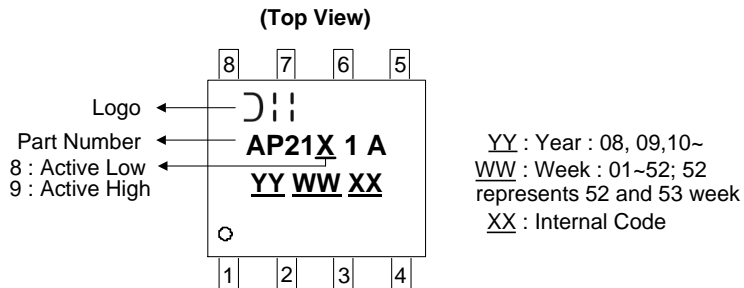 (Top View)
8 7 6 5
Logo
Part Number
8 : Active Low
9 : Active High
AP21X 1 A
YY WW XX
1 2 3 4
YY : Year : 08, 09,10~
WW : Week : 01~52; 52
represents 52 and 53 week
XX : Internal Code